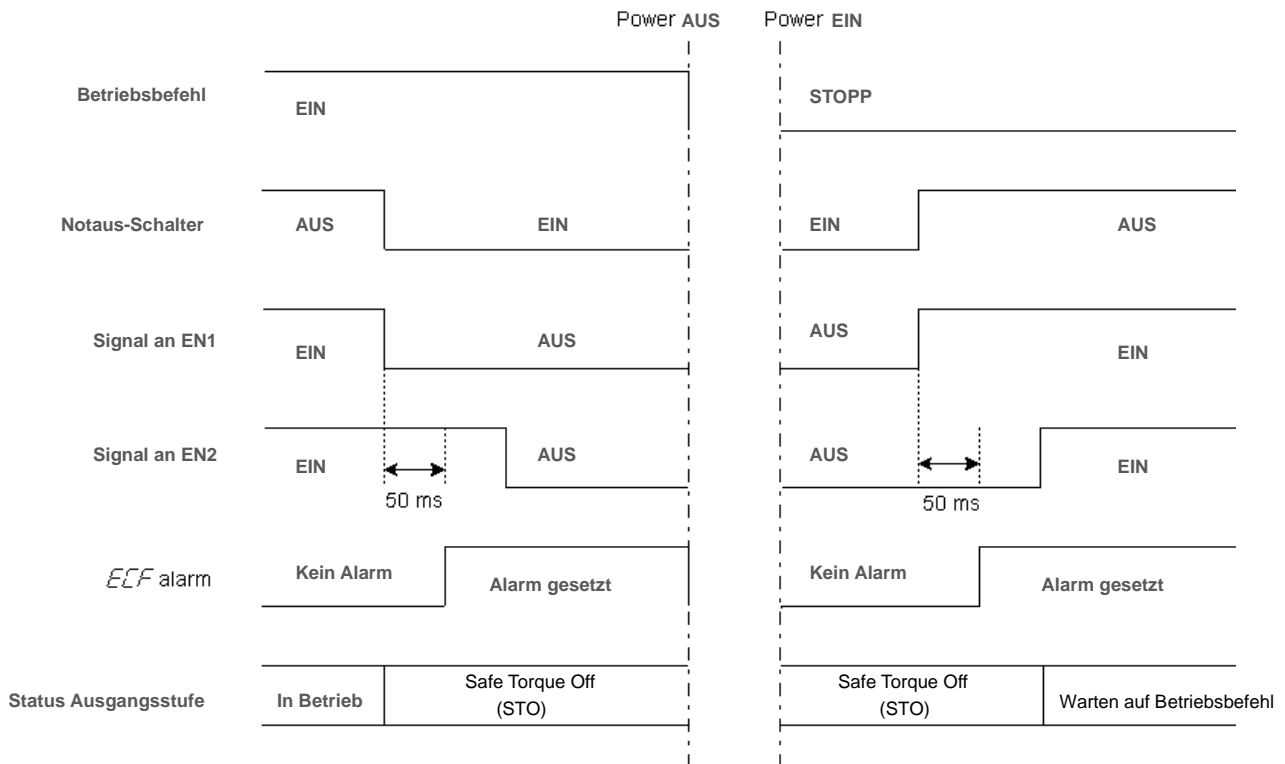 Power AUS Power EIN
Betriebsbefehl EIN STOPP
Notaus-Schalter AUS EIN EIN AUS
Signal an EN1 EIN AUS AUS EIN
Signal an EN2 EIN AUS AUS EIN
50 ms 50 ms
ECF alarm Kein Alarm Alarm gesetzt Kein Alarm Alarm gesetzt
Status Ausgangsstufe In Betrieb Safe Torque Off Safe Torque Off Warten auf Betriebsbefehl
(STO) (STO)